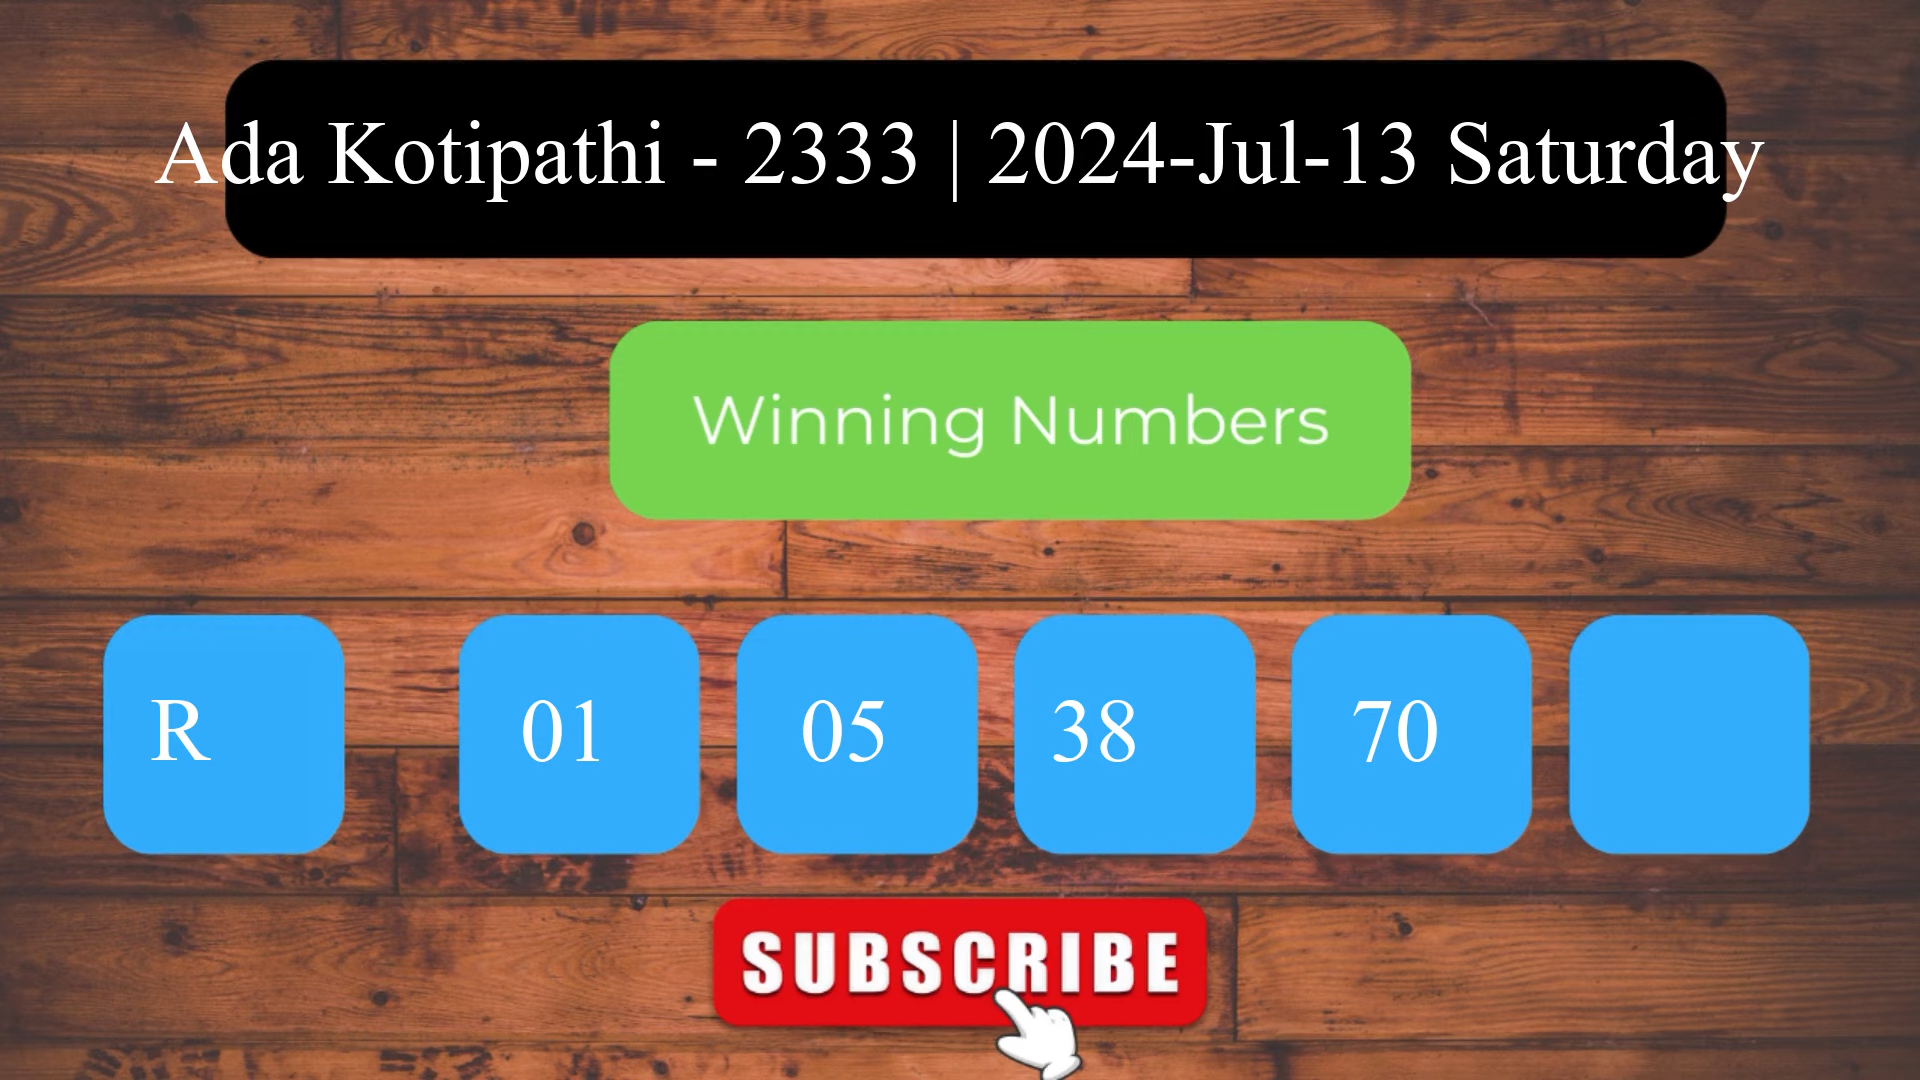 Ada Kotipathi - 2333 | 2024-Jul-13 Saturday
Winning Numbers
R 01 05 38 70
SUBSCRIBE